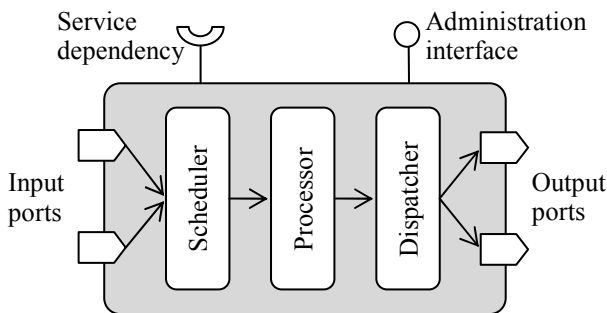 Service
dependency
Administration
interface
Input
ports
Scheduler
Processor
Dispatcher
Output
ports